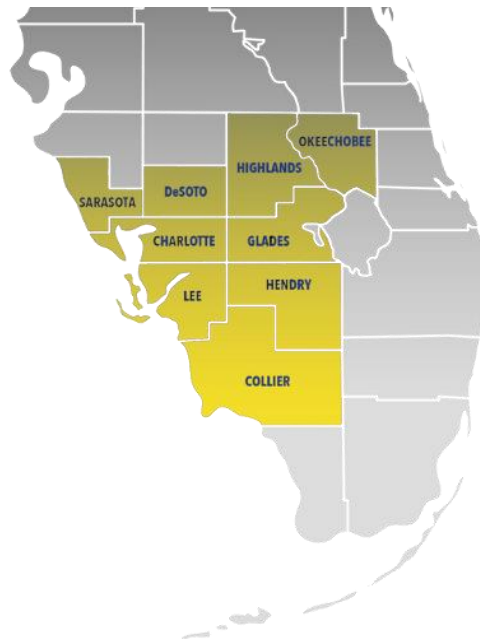 OKEECHOBEE
HIGHLANDS
DeSOTO
SARASOTA
CHARLOTTE
GLADES
HENDRY
LEE
COLLIER